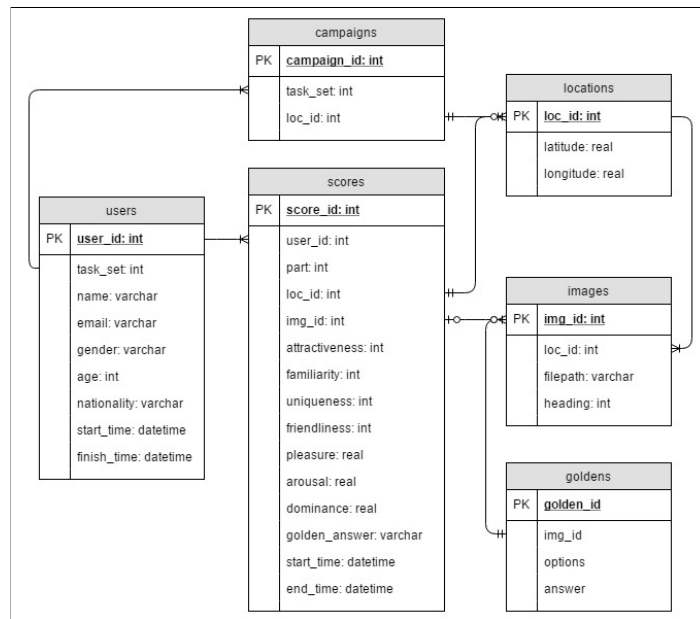 campaigns
PK campaign_id: int
task_set: int
loc_id: int
locations
PK loc_id: int
latitude: real
longitude: real
scores
PK score_id: int
user_id: int
part: int
loc_id: int
img_id: int
attractiveness: int
familiarity: int
uniqueness: int
friendliness: int
pleasure: real
arousal: real
dominance: real
golden_answer: varchar
start_time: datetime
end_time: datetime
users
PK user_id: int
task_set: int
name: varchar
email: varchar
gender: varchar
age: int
nationality: varchar
start_time: datetime
finish_time: datetime
images
PK img_id: int
loc_id: int
filepath: varchar
heading: int
goldens
PK golden_id
img_id
options
answer